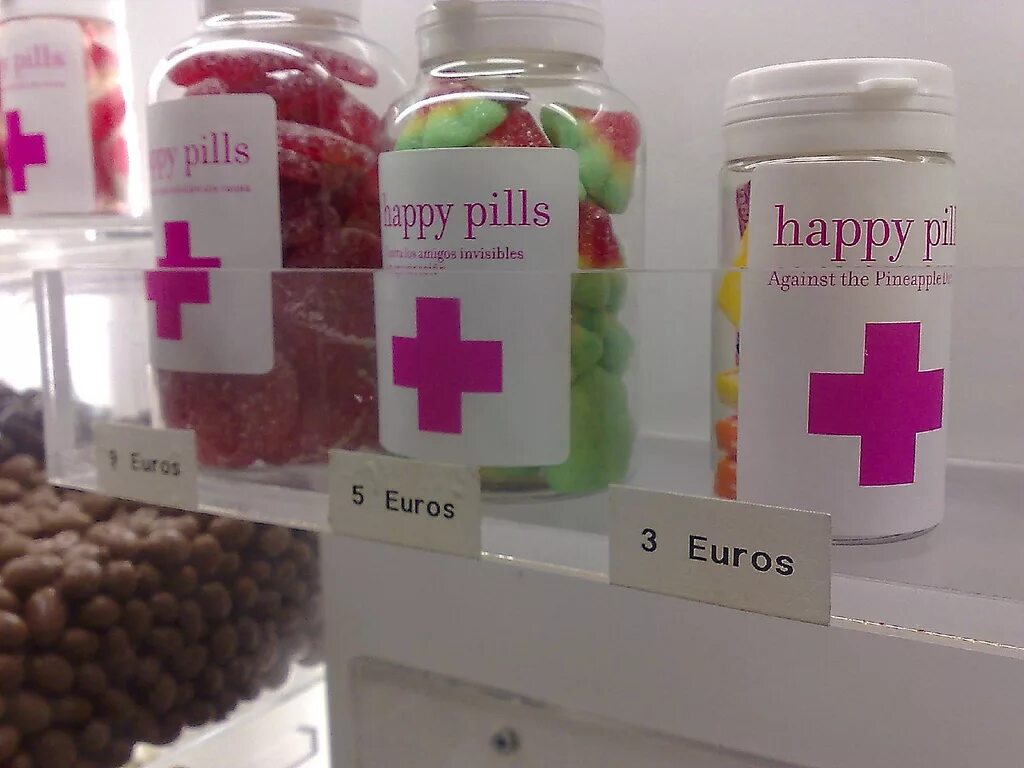 pills
ppy pills
happy pills
los amigos invisibles
happy pill
Against the Pineapple
9 Euros
5 Euros
3 Euros